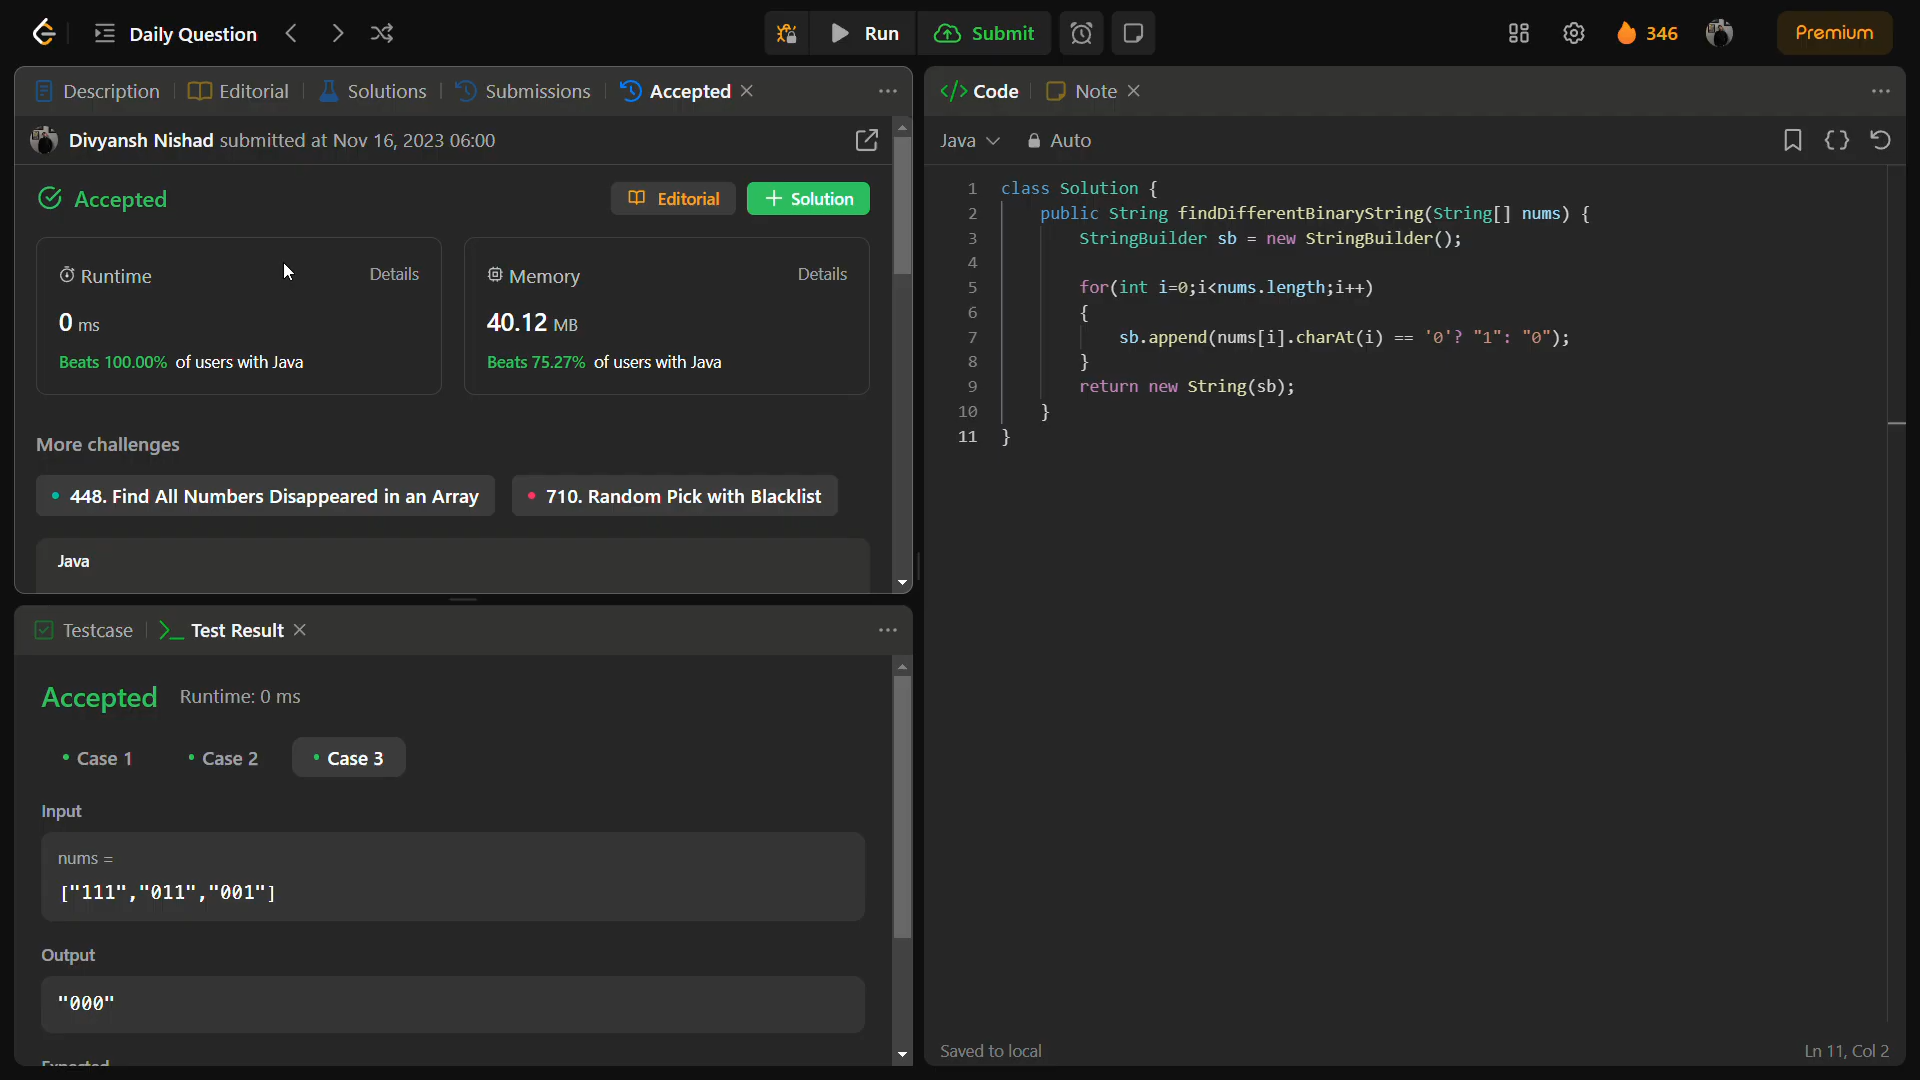 Daily Question
Run
Submit
346
Premium
Description
Editorial
Solutions
Submissions
Accepted
Divyansh Nishad submitted at Nov 16, 2023 06:00
Accepted
Editorial
Solution
Runtime
Details
0 ms
Beats 100.00% of users with Java
Memory
Details
40.12 MB
Beats 75.27% of users with Java
More challenges
448. Find All Numbers Disappeared in an Array
710. Random Pick with Blacklist
Java
Testcase
Test Result
Accepted Runtime: 0 ms
Case 1
Case 2
Case 3
Input
nums =
["111","011","001"]
Output
"000"
Expected
</> Code
Note
Java
Auto
1 class Solution {
2 public String findDifferentBinaryString(String[] nums) {
3 StringBuilder sb = new StringBuilder();
4
5 for(int i=0;i<nums.length;i++)
6 {
7 sb.append(nums[i].charAt(i) == '0'? "1": "0");
8 }
9 return new String(sb);
10 }
11 }
Saved to local
Ln 11, Col 2